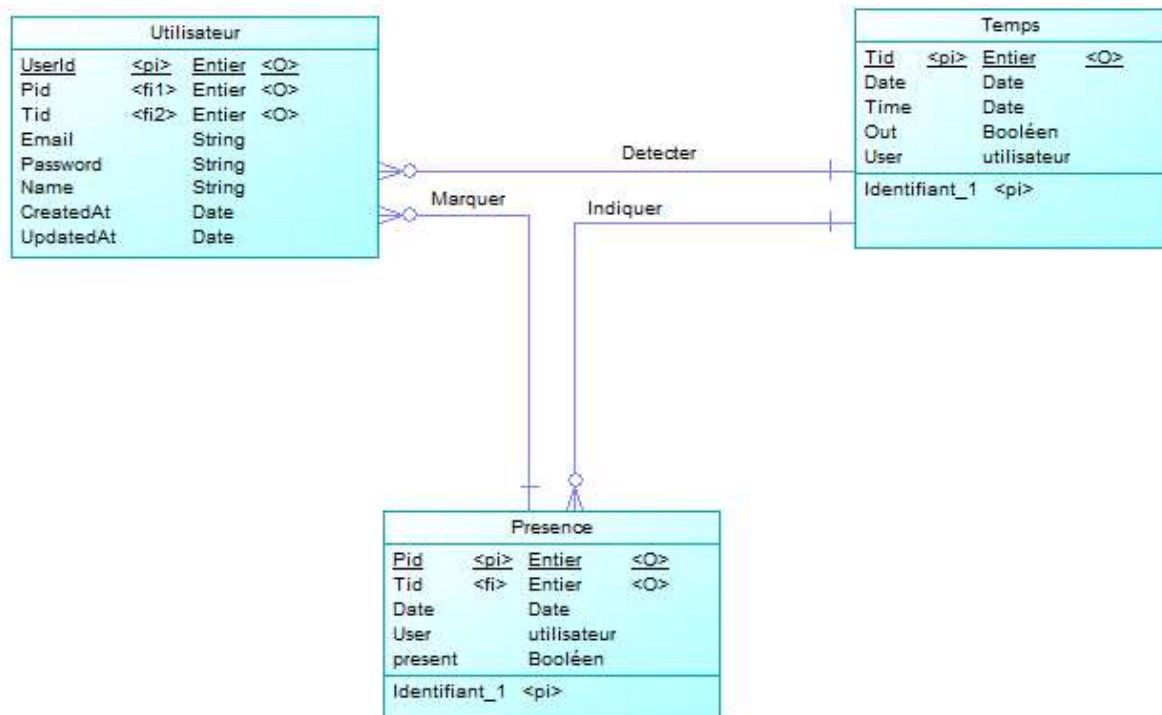 Utilisateur
UserId <pi> Entier <O>
Pid <fi1> Entier <O>
Tid <fi2> Entier <O>
Email String
Password String
Name String
CreatedAt Date
UpdatedAt Date
Temps
Tid <pi> Entier <O>
Date Date
Time Date
Out Booléen
User utilisateur
Identifiant_1 <pi>
Detecter
Marquer
Indiquer
Presence
Pid <pi> Entier <O>
Tid <fi> Entier <O>
Date Date
User utilisateur
present Booléen
Identifiant_1 <pi>